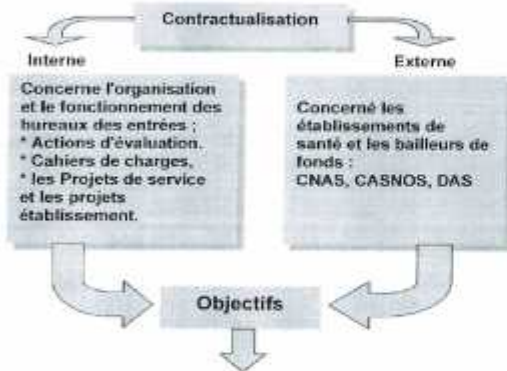 Contractualisation
Interne
Externe
Concerne l'organisation
et le fonctionnement des
bureaux des entrées ;
* Actions d'évaluation.
* Cahiers de charges,
* les Projets de service
et les projets
établissement.
Concerné les
établissements de
santé et les bailleurs de
fonds :
CNAS, CASNOS, DAS
Objectifs